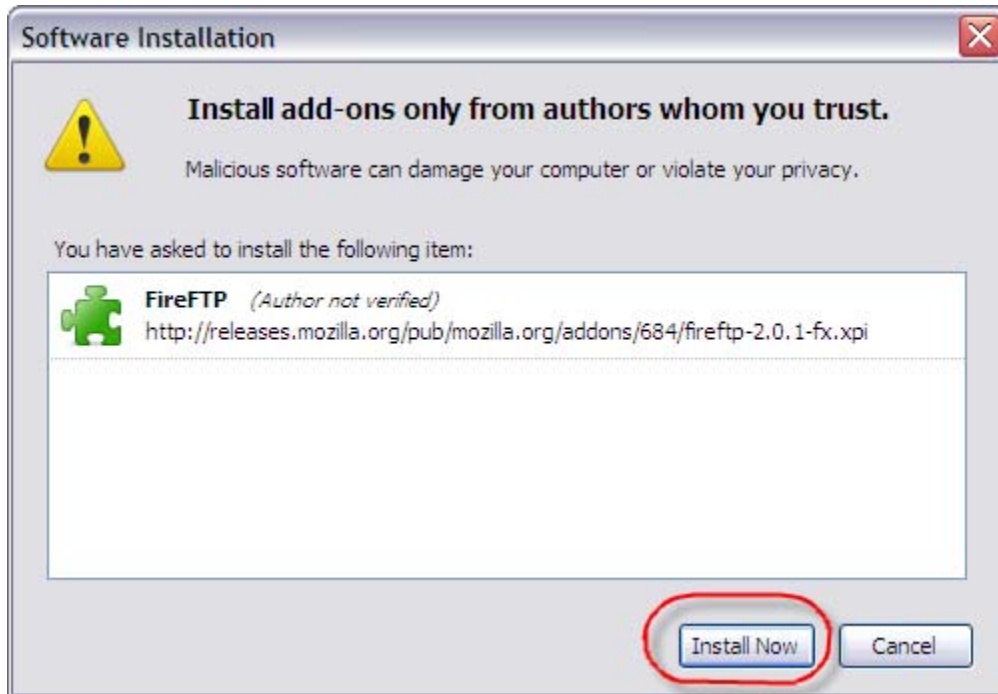 Software Installation
Install add-ons only from authors whom you trust.
Malicious software can damage your computer or violate your privacy.
You have asked to install the following item:
FireFTP (Author not verified)
http://releases.mozilla.org/pub/mozilla.org/addons/684/fireftp-2.0.1-fx.xpi
Install Now Cancel